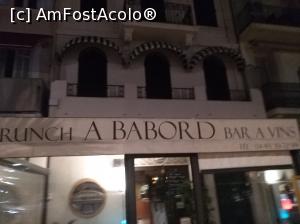 [c] AmFostAcolo®
RUNCH A BABORD BAR A VINS